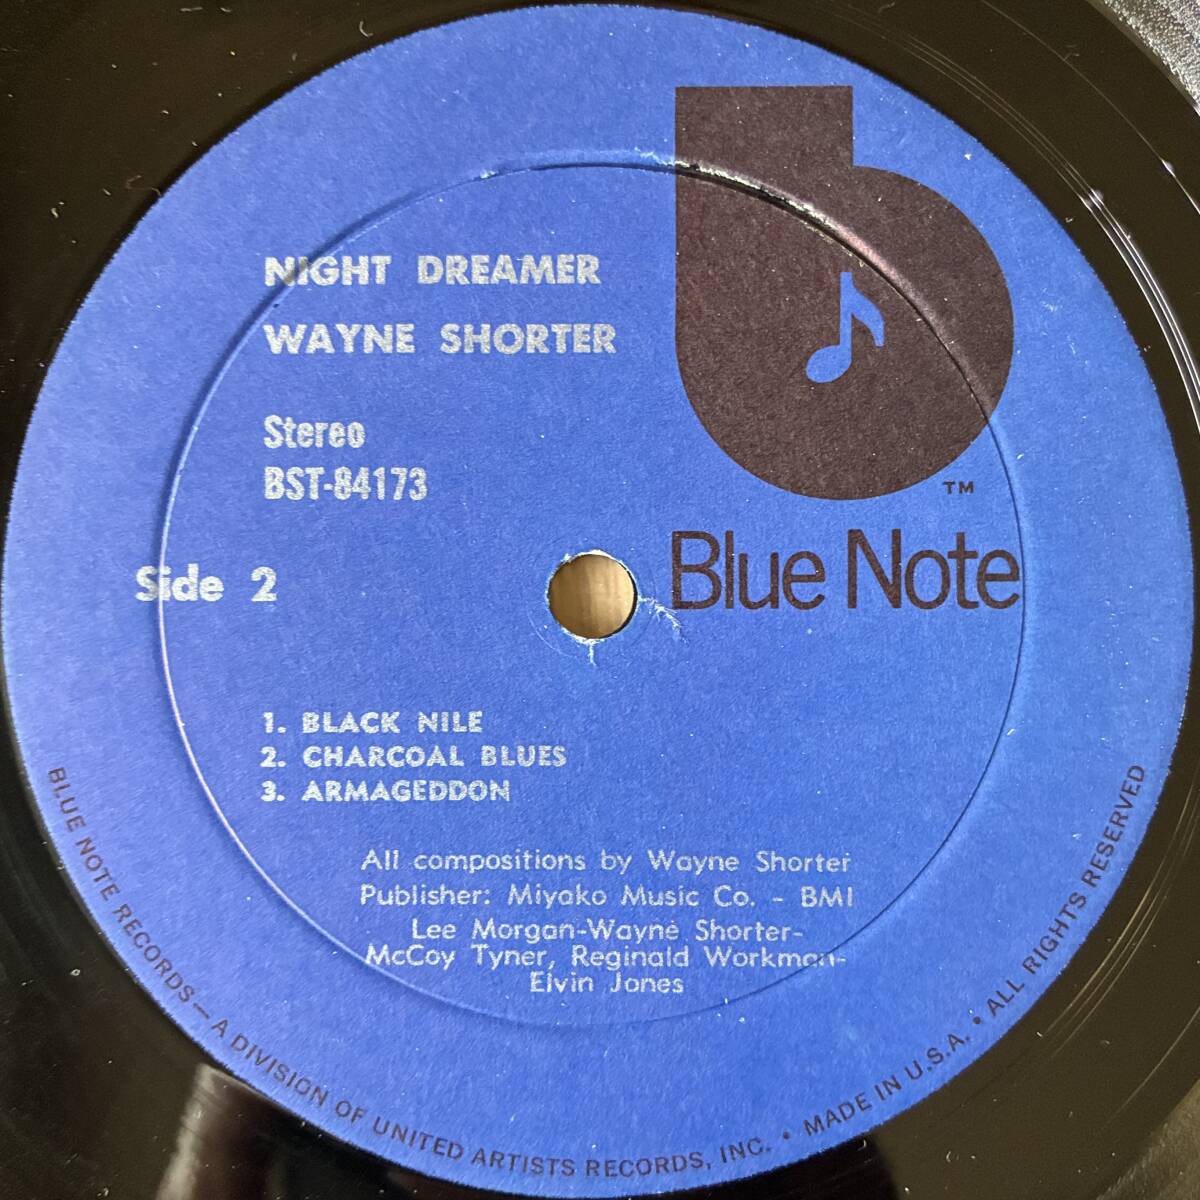 NIGHT DREAMER
WAYNE SHORTER
Stereo
BST-84173
Side 2
TM
Blue Note
1. BLACK NILE
2. CHARCOAL BLUES
3. ARMAGEDDON
All compositions by Wayne Shorter
Publisher: Miyako Music Co. - BMI
Lee Morgan-Wayne Shorter-
McCoy Tyner, Reginald Workman-
Elvin Jones
BLUE NOTE RECORDS—A DIVISION OF UNITED ARTISTS RECORDS, INC. • MADE IN U.S.A. • ALL RIGHTS RESERVED